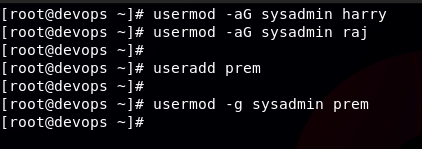 [root@devops ~]# usermod -aG sysadmin harry
[root@devops ~]# usermod -aG sysadmin raj
[root@devops ~]#
[root@devops ~]# useradd prem
[root@devops ~]#
[root@devops ~]# usermod -g sysadmin prem
[root@devops ~]#